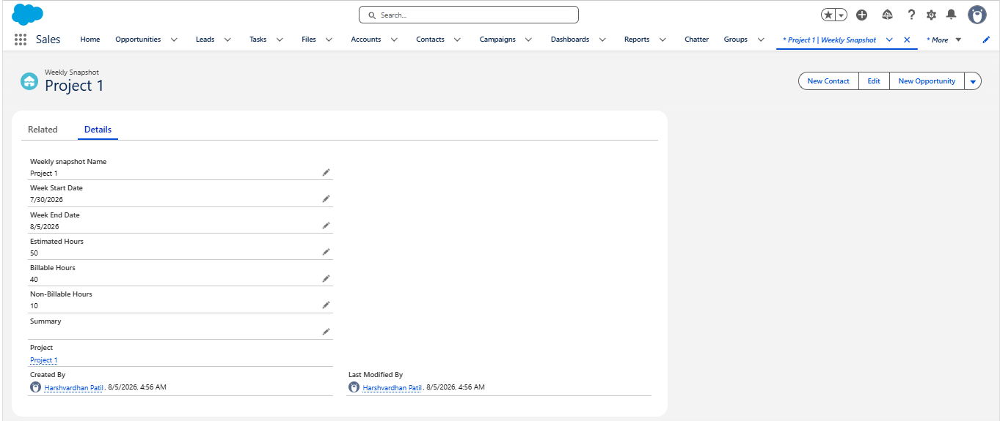 Search...
Sales Home Opportunities Leads Tasks Files Accounts Contacts Campaigns Dashboards Reports Chatter Groups * Project 1 | Weekly Snapshot * More
Weekly Snapshot
Project 1
New Contact Edit New Opportunity
Related Details
Weekly snapshot Name
Project 1
Week Start Date
7/30/2026
Week End Date
8/5/2026
Estimated Hours
50
Billable Hours
40
Non-Billable Hours
10
Summary
Project
Project 1
Created By Last Modified By
Harshvardhan Patil, 8/5/2026, 4:56 AM Harshvardhan Patil, 8/5/2026, 4:56 AM